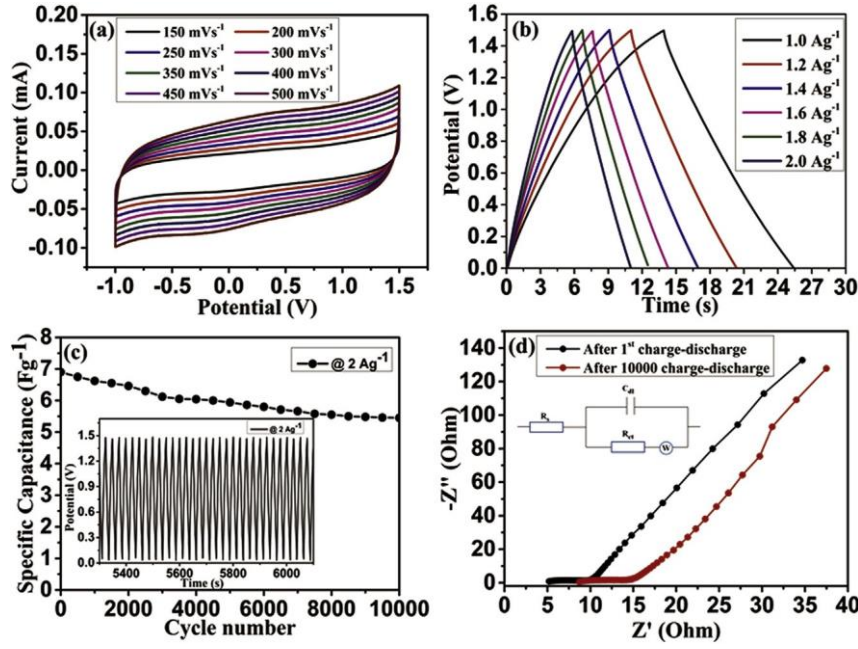 (a)
150 mVs⁻¹ 200 mVs⁻¹
250 mVs⁻¹ 300 mVs⁻¹
350 mVs⁻¹ 400 mVs⁻¹
450 mVs⁻¹ 500 mVs⁻¹
Current (mA)
0.10
0.05
0.00
-0.05
-0.10
-1.0 -0.5 0.0 0.5 1.0 1.5
Potential (V)
(b)
1.0 Ag⁻¹
1.2 Ag⁻¹
1.4 Ag⁻¹
1.6 Ag⁻¹
1.8 Ag⁻¹
2.0 Ag⁻¹
Potential (V)
1.6
1.4
1.2
1.0
0.8
0.6
0.4
0.2
0.0
0 3 6 9 12 15 18 21 24 27 30
Time (s)
(c)
@ 2 Ag⁻¹
Specific Capacitance (Fg⁻¹)
8
7
6
5
4
3
2
1
0
@ 2 Ag⁻¹
Potential (V)
1.8
1.5
1.2
0.9
0.6
0.3
0.0
5400 5600 5800 6000
Time (s)
0 2000 4000 6000 8000 10000
Cycle number
(d)
After 1st charge-discharge
After 10000 charge-discharge
Cdl
Rs
Rct
W
-Z'' (Ohm)
160
140
120
100
80
60
40
20
0
0 5 10 15 20 25 30 35 40
Z' (Ohm)